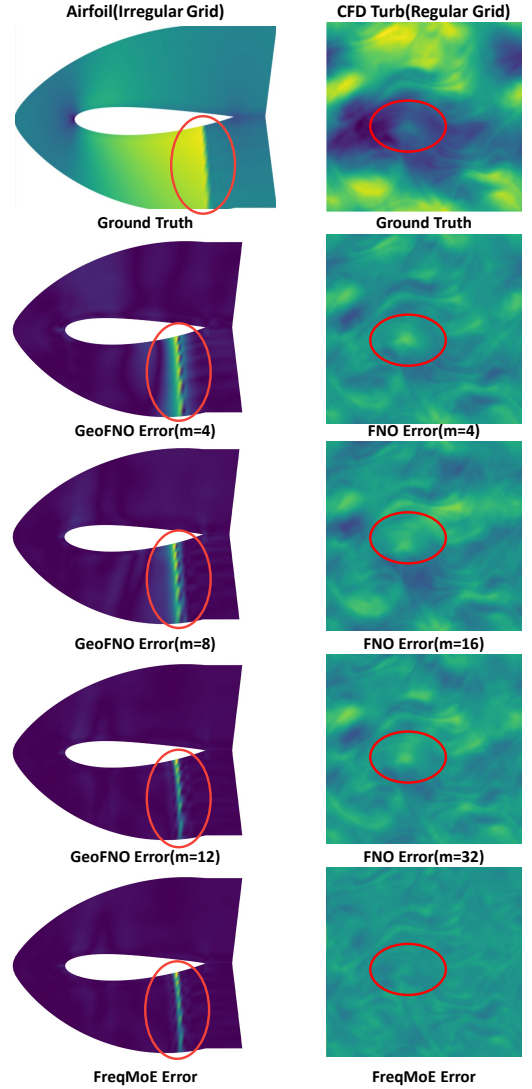 Airfoil(Irregular Grid)
CFD Turb(Regular Grid)
Ground Truth
Ground Truth
GeoFNO Error(m=4)
FNO Error(m=4)
GeoFNO Error(m=8)
FNO Error(m=16)
GeoFNO Error(m=12)
FNO Error(m=32)
FreqMoE Error
FreqMoE Error